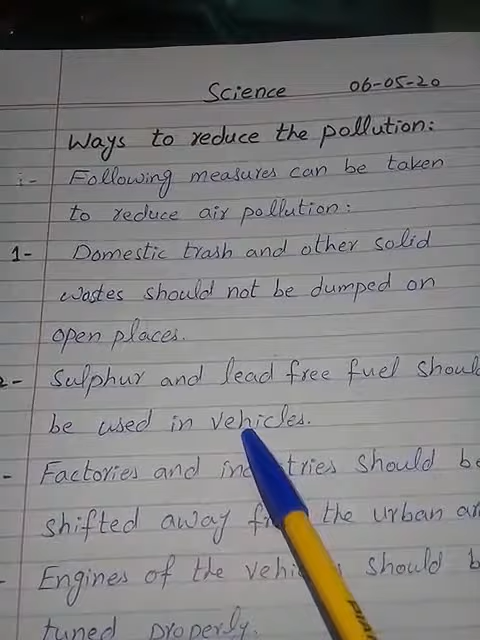 Science 06-05-20
Ways to reduce the pollution:
i- Following measures can be taken
to reduce air pollution:
1- Domestic trash and other solid
wastes should not be dumped on
open places.
2- Sulphur and lead free fuel should
be used in vehicles.
- Factories and industries should be
shifted away from the urban ar
- Engines of the vehicles should b
tuned properly.
PIA